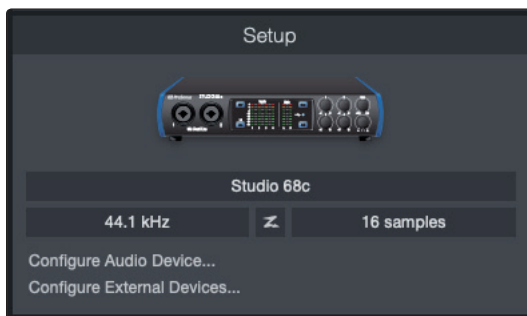 Setup
Studio 68c
44.1 kHz Z 16 samples
Configure Audio Device...
Configure External Devices...